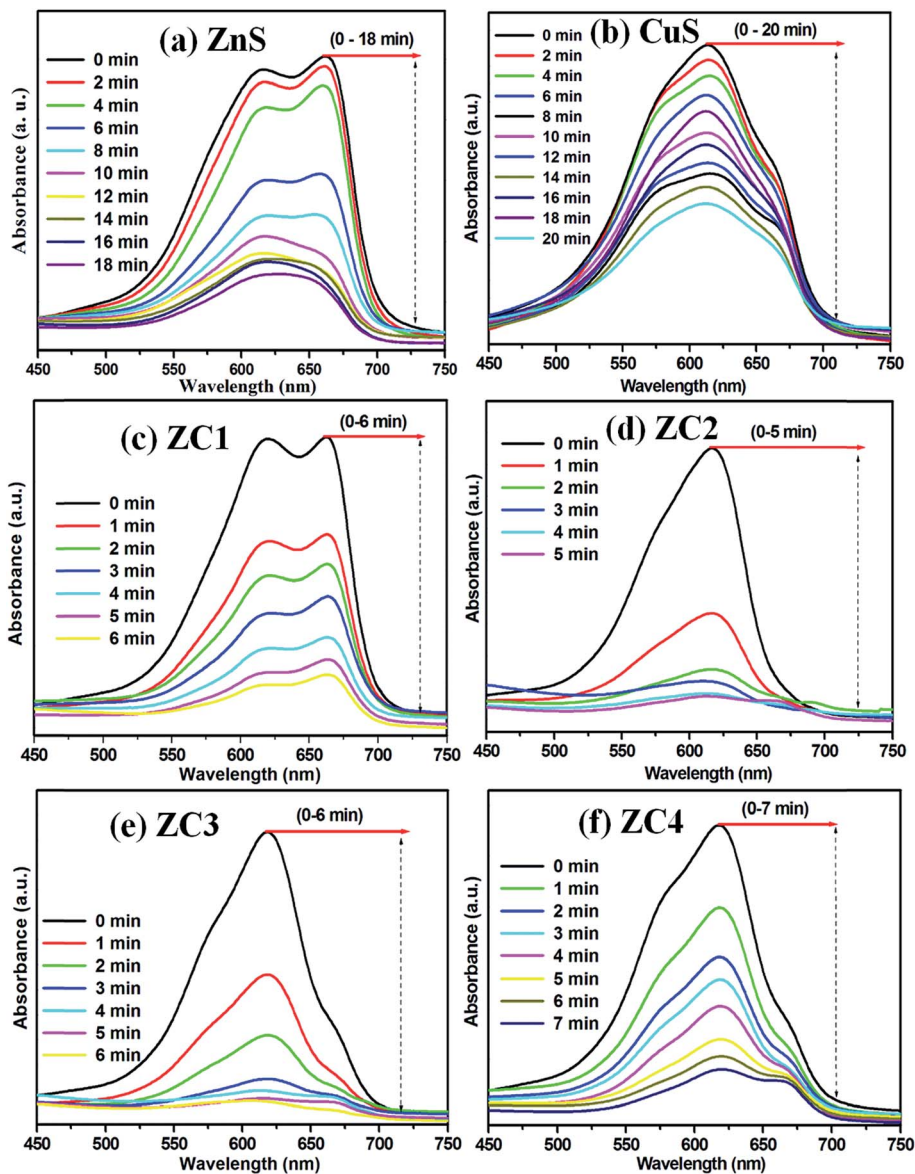 (a) ZnS
(0 - 18 min)
0 min
2 min
4 min
6 min
8 min
10 min
12 min
14 min
16 min
18 min
Absorbance (a. u.)
450 500 550 600 650 700 750
Wavelength (nm)
(b) CuS
(0 - 20 min)
0 min
2 min
4 min
6 min
8 min
10 min
12 min
14 min
16 min
18 min
20 min
Absorbance (a.u.)
450 500 550 600 650 700 750
Wavelength (nm)
(c) ZC1
(0-6 min)
0 min
1 min
2 min
3 min
4 min
5 min
6 min
Absorbance (a.u.)
450 500 550 600 650 700 750
Wavelength (nm)
(d) ZC2
(0-5 min)
0 min
1 min
2 min
3 min
4 min
5 min
Absorbance (a.u.)
450 500 550 600 650 700 750
Wavelength (nm)
(e) ZC3
(0-6 min)
0 min
1 min
2 min
3 min
4 min
5 min
6 min
Absorbance (a.u.)
450 500 550 600 650 700 750
Wavelength (nm)
(f) ZC4
(0-7 min)
0 min
1 min
2 min
3 min
4 min
5 min
6 min
7 min
Absorbance (a.u.)
450 500 550 600 650 700 750
Wavelength (nm)